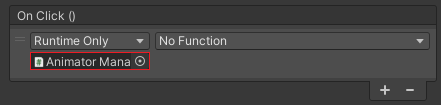 On Click ()
Runtime Only No Function
Animator Mana